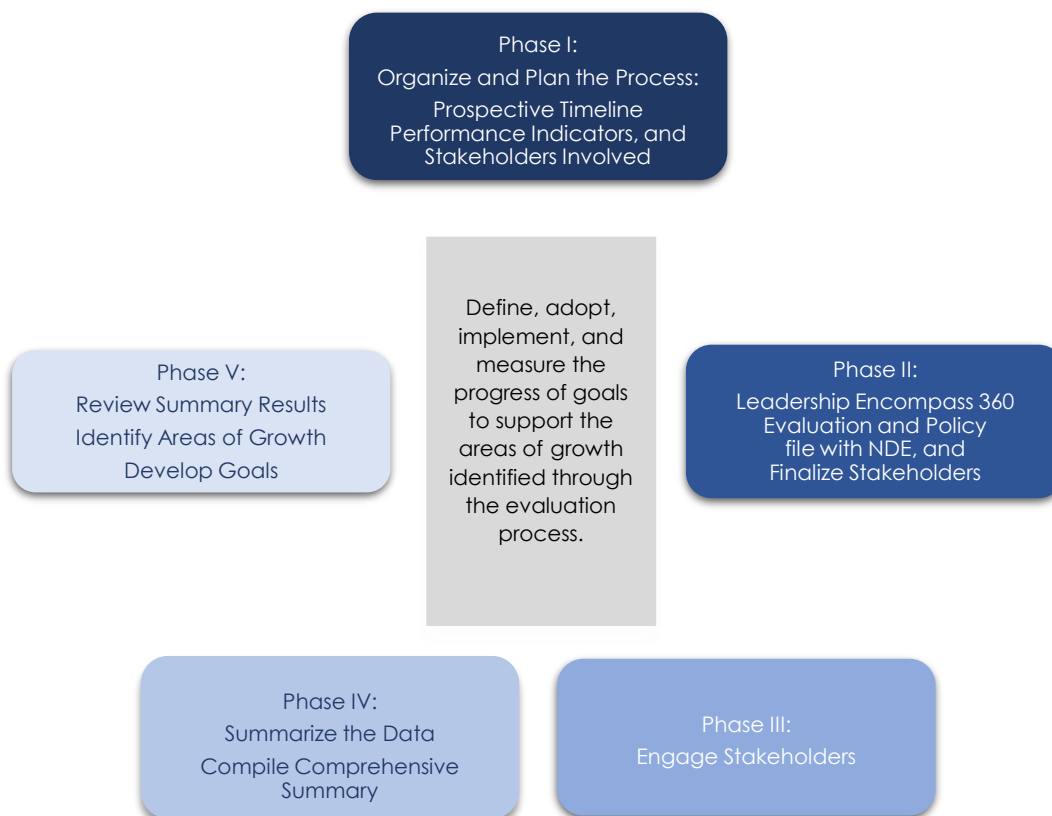 Phase I:
Organize and Plan the Process:
Prospective Timeline
Performance Indicators, and
Stakeholders Involved
Define, adopt,
implement, and
measure the
progress of goals
to support the
areas of growth
identified through
the evaluation
process.
Phase II:
Leadership Encompass 360
Evaluation and Policy
file with NDE, and
Finalize Stakeholders
Phase III:
Engage Stakeholders
Phase IV:
Summarize the Data
Compile Comprehensive
Summary
Phase V:
Review Summary Results
Identify Areas of Growth
Develop Goals